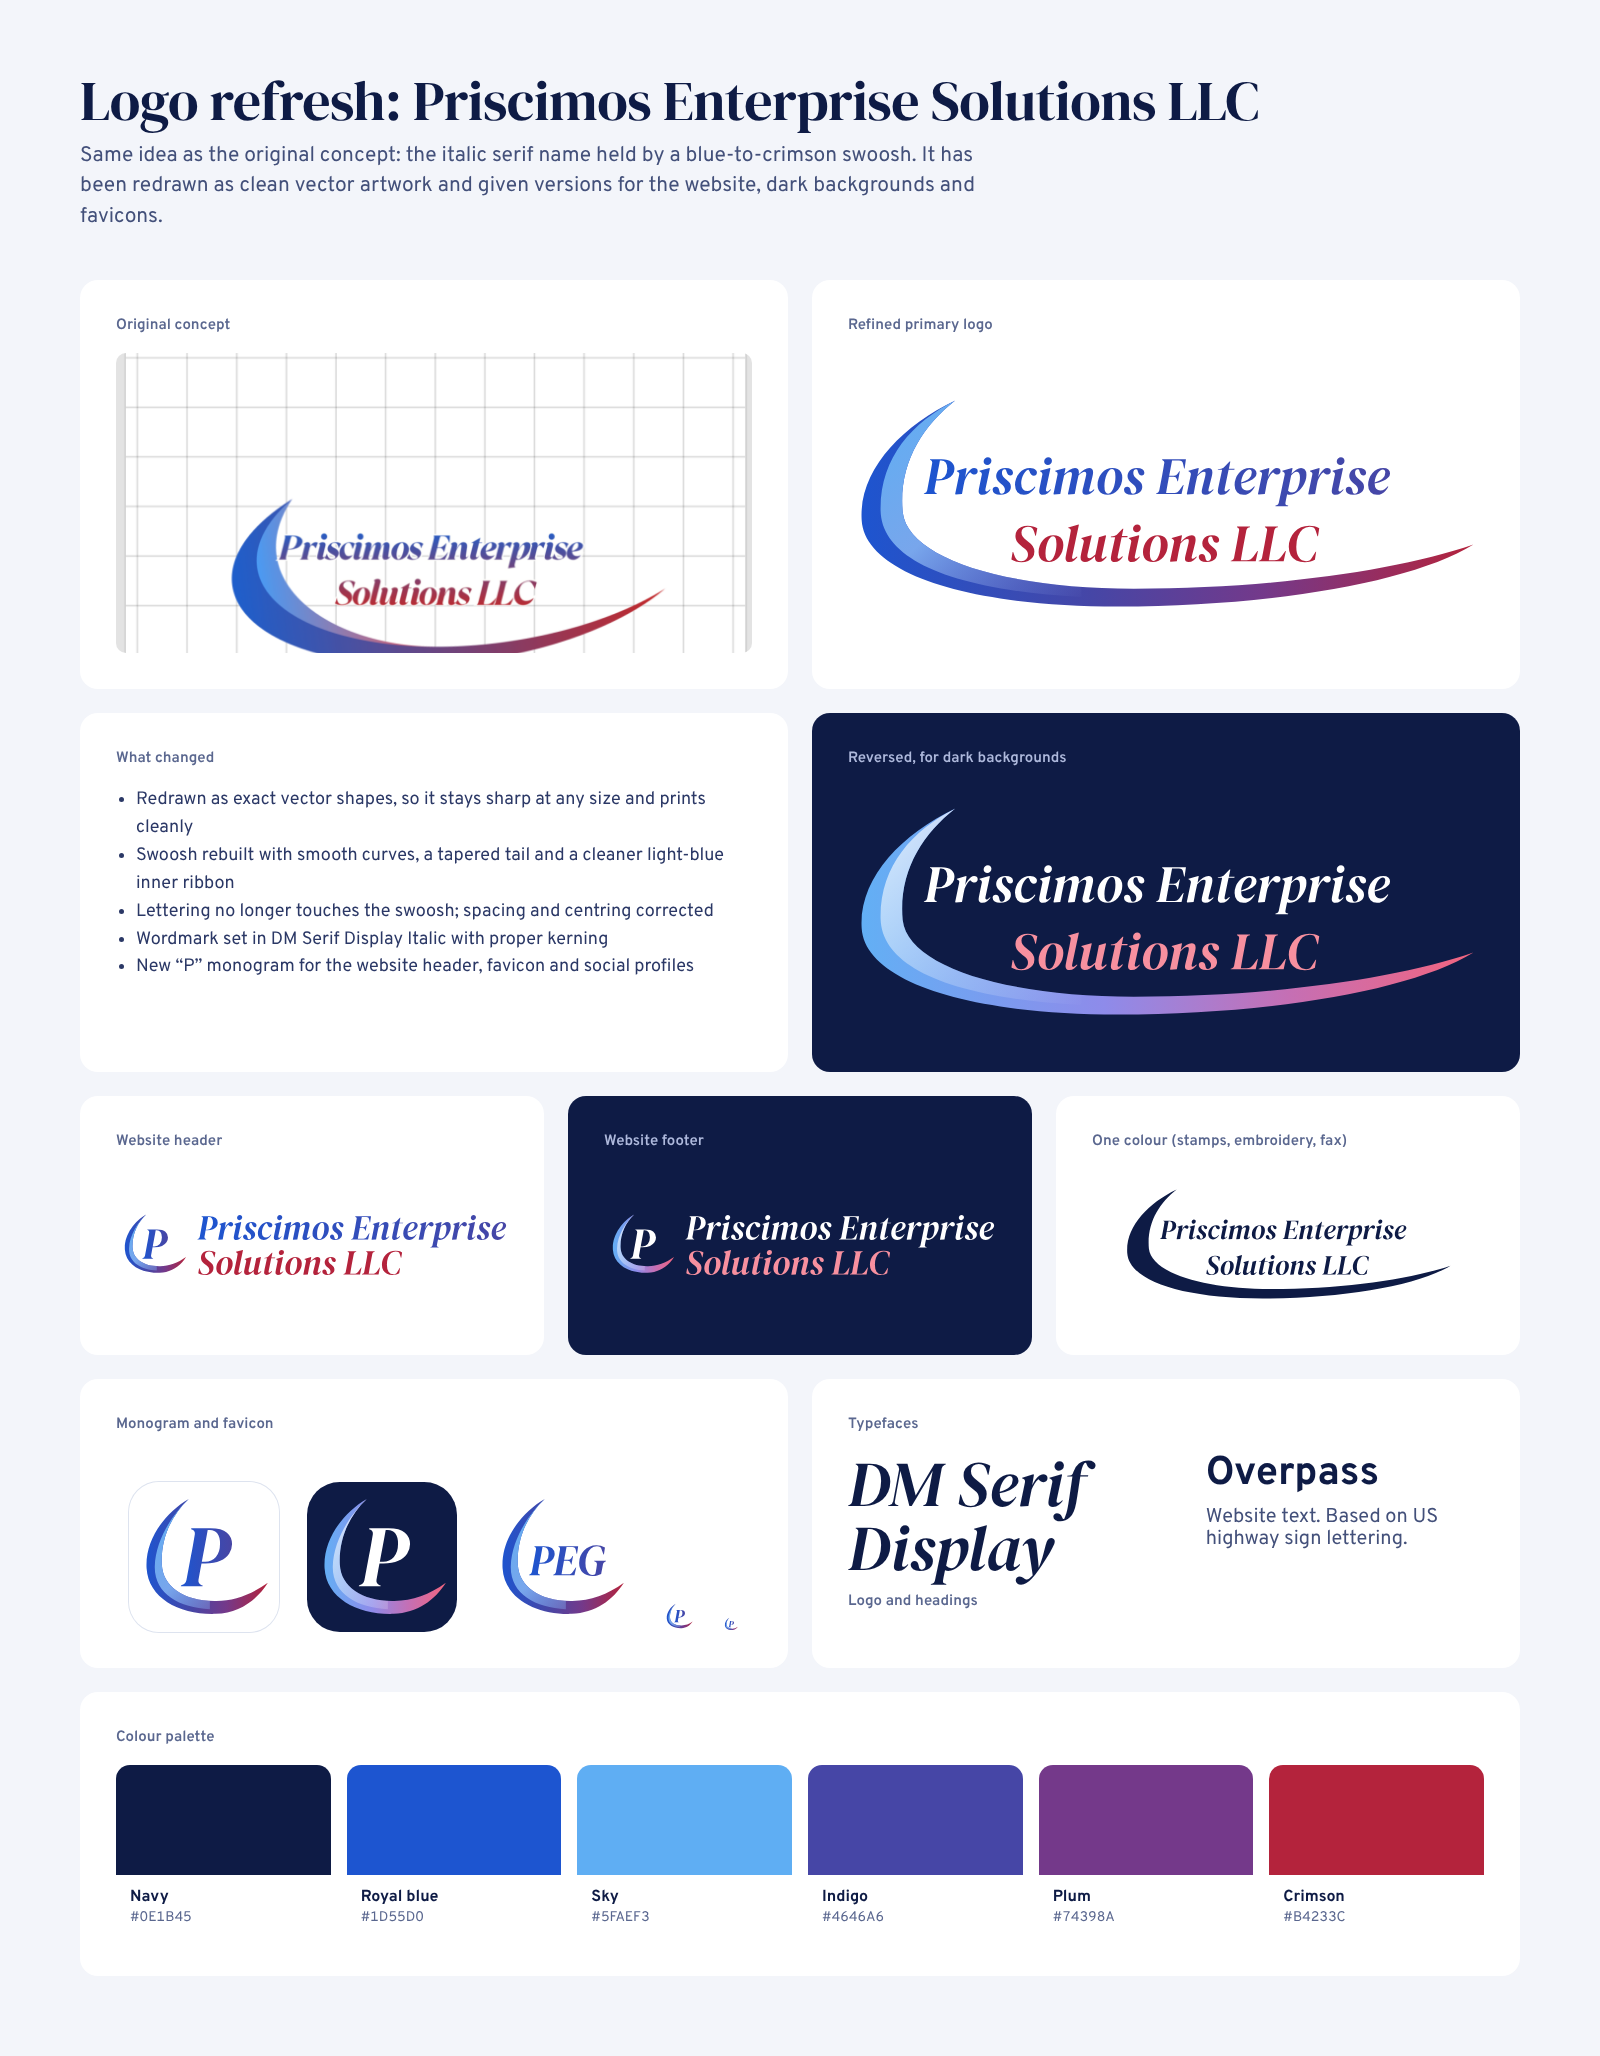 Logo refresh: Priscimos Enterprise Solutions LLC
Same idea as the original concept: the italic serif name held by a blue-to-crimson swoosh. It has
been redrawn as clean vector artwork and given versions for the website, dark backgrounds and
favicons.
Original concept
Priscimos Enterprise
Solutions LLC
Refined primary logo
Priscimos Enterprise
Solutions LLC
What changed
• Redrawn as exact vector shapes, so it stays sharp at any size and prints
cleanly
• Swoosh rebuilt with smooth curves, a tapered tail and a cleaner light-blue
inner ribbon
• Lettering no longer touches the swoosh; spacing and centring corrected
• Wordmark set in DM Serif Display Italic with proper kerning
• New “P” monogram for the website header, favicon and social profiles
Reversed, for dark backgrounds
Priscimos Enterprise
Solutions LLC
Website header
P
Priscimos Enterprise
Solutions LLC
Website footer
P
Priscimos Enterprise
Solutions LLC
One colour (stamps, embroidery, fax)
Priscimos Enterprise
Solutions LLC
Monogram and favicon
P
P
PEG
P
P
Typefaces
DM Serif
Display
Logo and headings
Overpass
Website text. Based on US
highway sign lettering.
Colour palette
Navy
#0E1B45
Royal blue
#1D55D0
Sky
#5FAEF3
Indigo
#4646A6
Plum
#74398A
Crimson
#B4233C